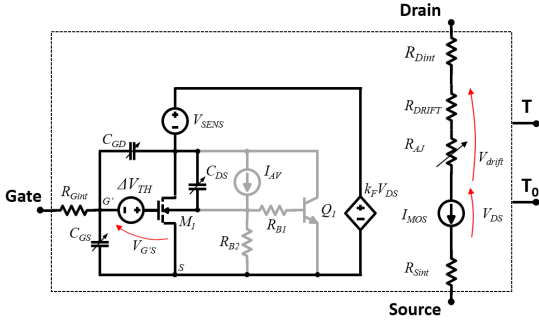 Drain
R_Dint
V_SENS
R_DRIFT
T
C_GD
R_AJ
V_drift
C_DS
I_AV
ΔV_TH
k_F V_DS
T_0
Gate
R_Gint
G'
M_1
R_B1
Q_1
I_MOS
V_DS
C_GS
V_G'S
R_B2
S
R_Sint
Source